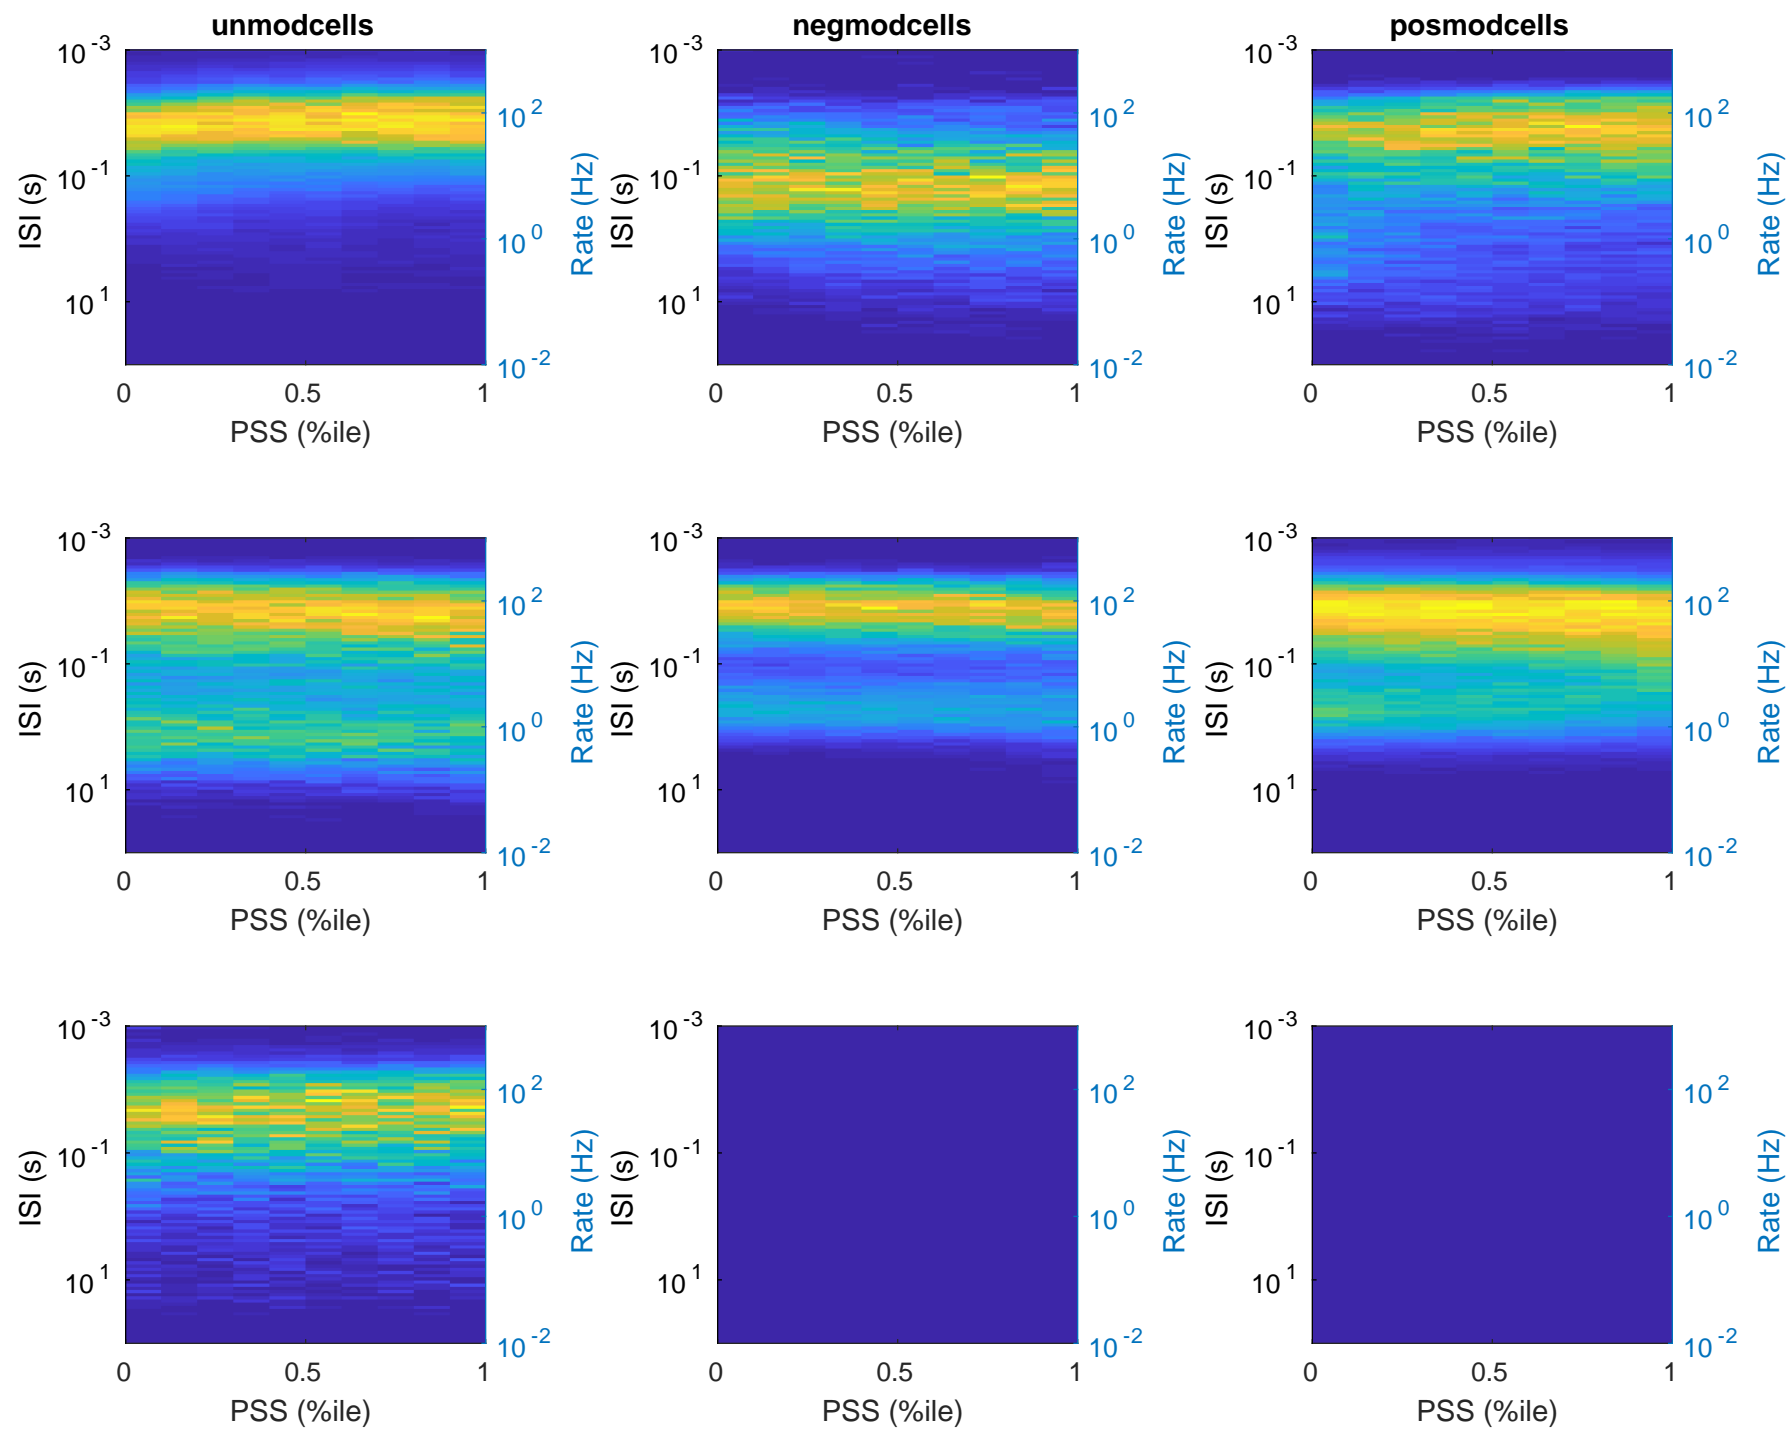 unmodcells negmodcells posmodcells
10-3 10-3 10-3
10-1 10-1 10-1
10 1 10 1 10 1
ISI (s) ISI (s) ISI (s)
10 2 10 2 10 2
10 0 10 0 10 0
10-2 10-2 10-2
Rate (Hz) Rate (Hz) Rate (Hz)
0 0.5 1 0 0.5 1 0 0.5 1
PSS (%ile) PSS (%ile) PSS (%ile)
10-3 10-3 10-3
10-1 10-1 10-1
10 1 10 1 10 1
ISI (s) ISI (s) ISI (s)
10 2 10 2 10 2
10 0 10 0 10 0
10-2 10-2 10-2
Rate (Hz) Rate (Hz) Rate (Hz)
0 0.5 1 0 0.5 1 0 0.5 1
PSS (%ile) PSS (%ile) PSS (%ile)
10-3 10-3 10-3
10-1 10-1 10-1
10 1 10 1 10 1
ISI (s) ISI (s) ISI (s)
10 2 10 2 10 2
10 0 10 0 10 0
10-2 10-2 10-2
Rate (Hz) Rate (Hz) Rate (Hz)
0 0.5 1 0 0.5 1 0 0.5 1
PSS (%ile) PSS (%ile) PSS (%ile)